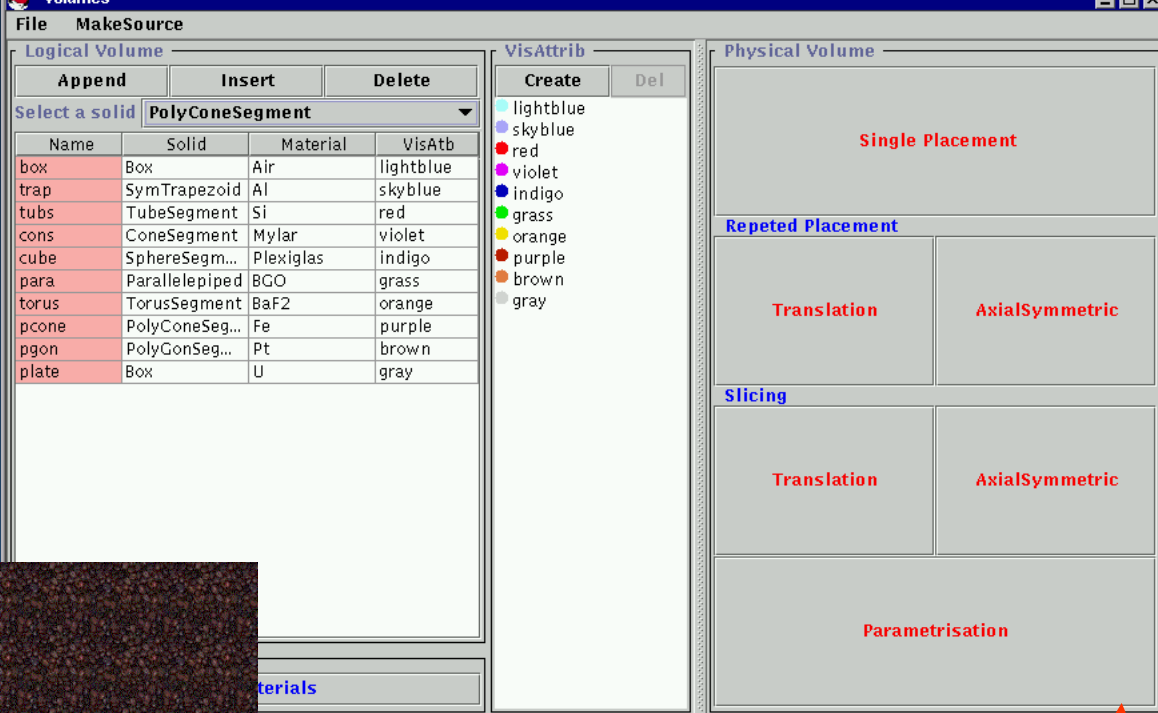 Volumes
File MakeSource
Logical Volume
Append Insert Delete
Select a solid PolyConeSegment
Name Solid Material VisAtb
box Box Air lightblue
trap SymTrapezoid Al skyblue
tubs TubeSegment Si red
cons ConeSegment Mylar violet
cube SphereSegm... Plexiglas indigo
para Parallelepiped BGO grass
torus TorusSegment BaF2 orange
pcone PolyConeSeg... Fe purple
pgon PolyGonSeg... Pt brown
plate Box U gray
terials
VisAttrib
Create Del
lightblue
skyblue
red
violet
indigo
grass
orange
purple
brown
gray
Physical Volume
Single Placement
Repeted Placement
Translation AxialSymmetric
Slicing
Translation AxialSymmetric
Parametrisation